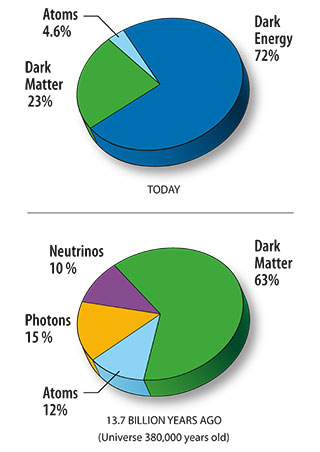 Atoms
4.6%
Dark
Energy
72%
Dark
Matter
23%
TODAY
Neutrinos
10 %
Dark
Matter
63%
Photons
15 %
Atoms
12%
13.7 BILLION YEARS AGO
(Universe 380,000 years old)